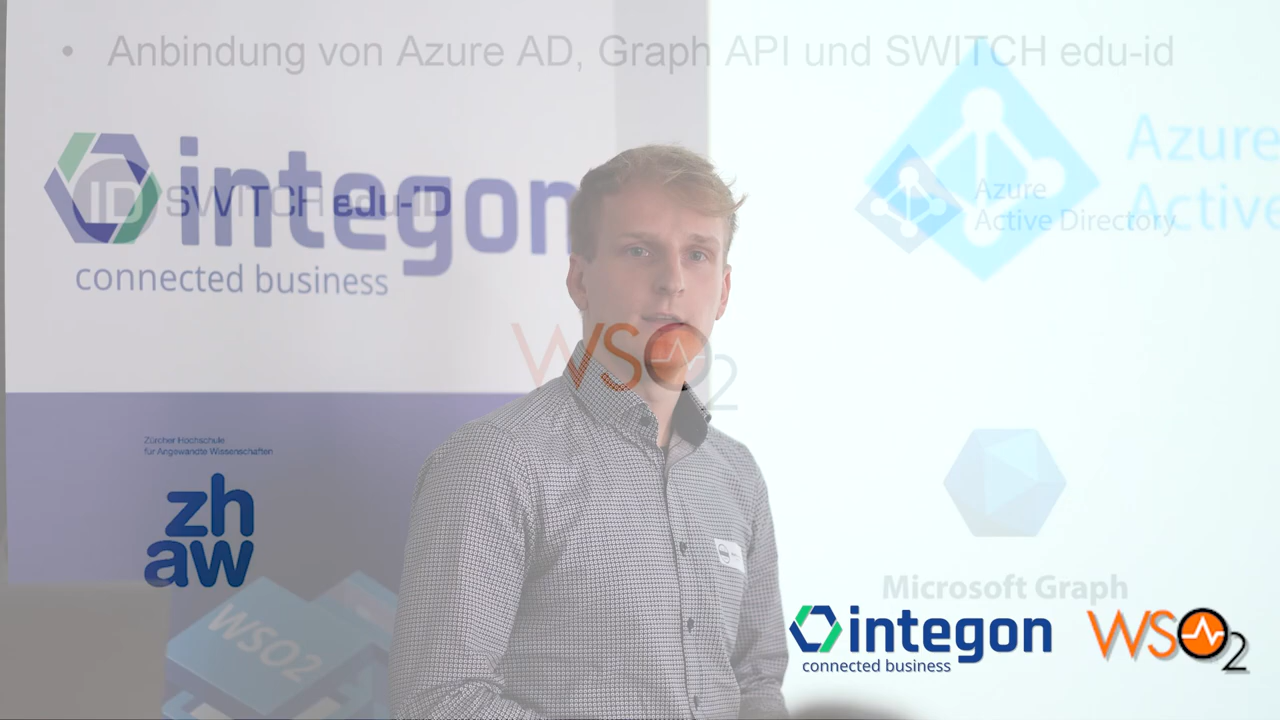 • Anbindung von Azure AD, Graph API und SWITCH edu-id
integon
connected business
ID SWITCH edu-ID
Azure
Active
Azure
Active Directory
WSO2
Zürcher Hochschule
für Angewandte Wissenschaften
zh
aw
WSO2
Microsoft Graph
integon
connected business
WSO2